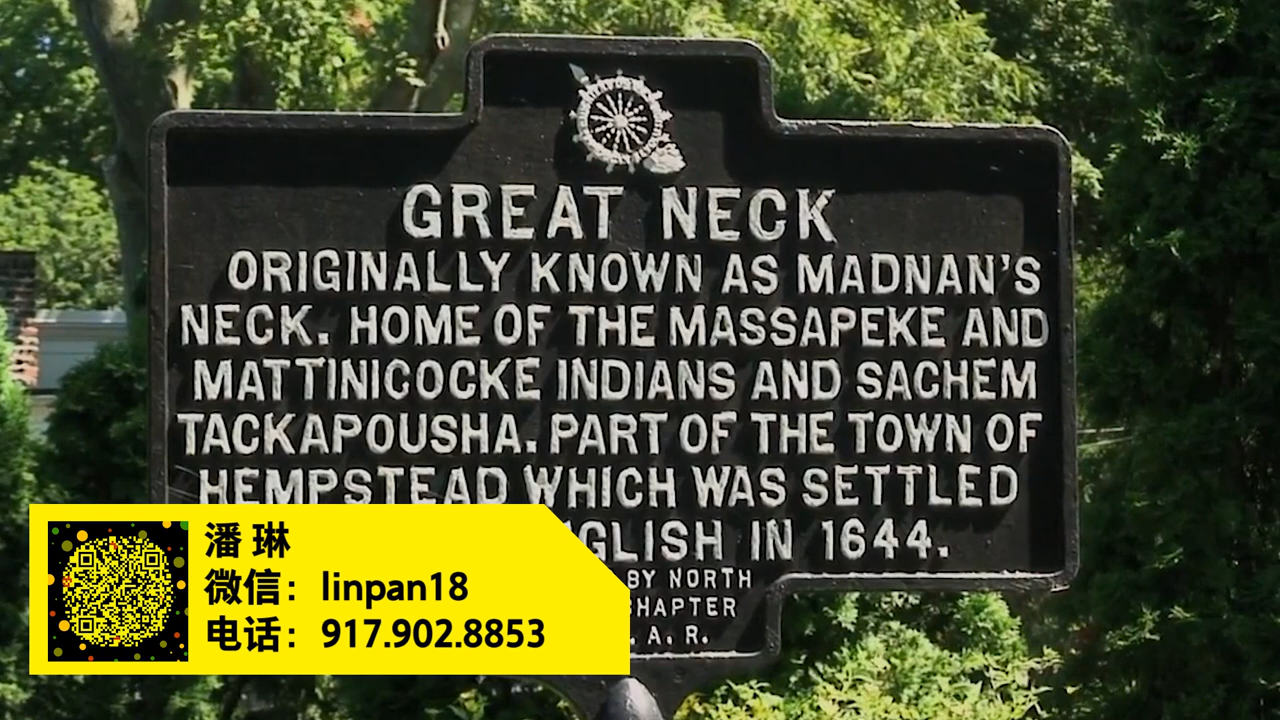 GREAT NECK
ORIGINALLY KNOWN AS MADNAN'S
NECK. HOME OF THE MASSAPEKE AND
MATTINICOCKE INDIANS AND SACHEM
TACKAPOUSHA. PART OF THE TOWN OF
HEMPSTEAD WHICH WAS SETTLED
GLISH IN 1644.
BY NORTH
CHAPTER
. A. R.
潘 琳
微信：linpan18
电话：917.902.8853